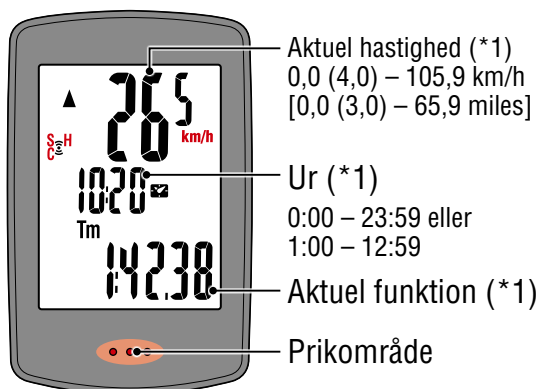 Aktuel hastighed (*1)
0,0 (4,0) – 105,9 km/h
[0,0 (3,0) – 65,9 miles]
26 5
km/h
S H
C
10:20
Ur (*1)
0:00 – 23:59 eller
1:00 – 12:59
Tm
1:42.38
Aktuel funktion (*1)
Prikområde